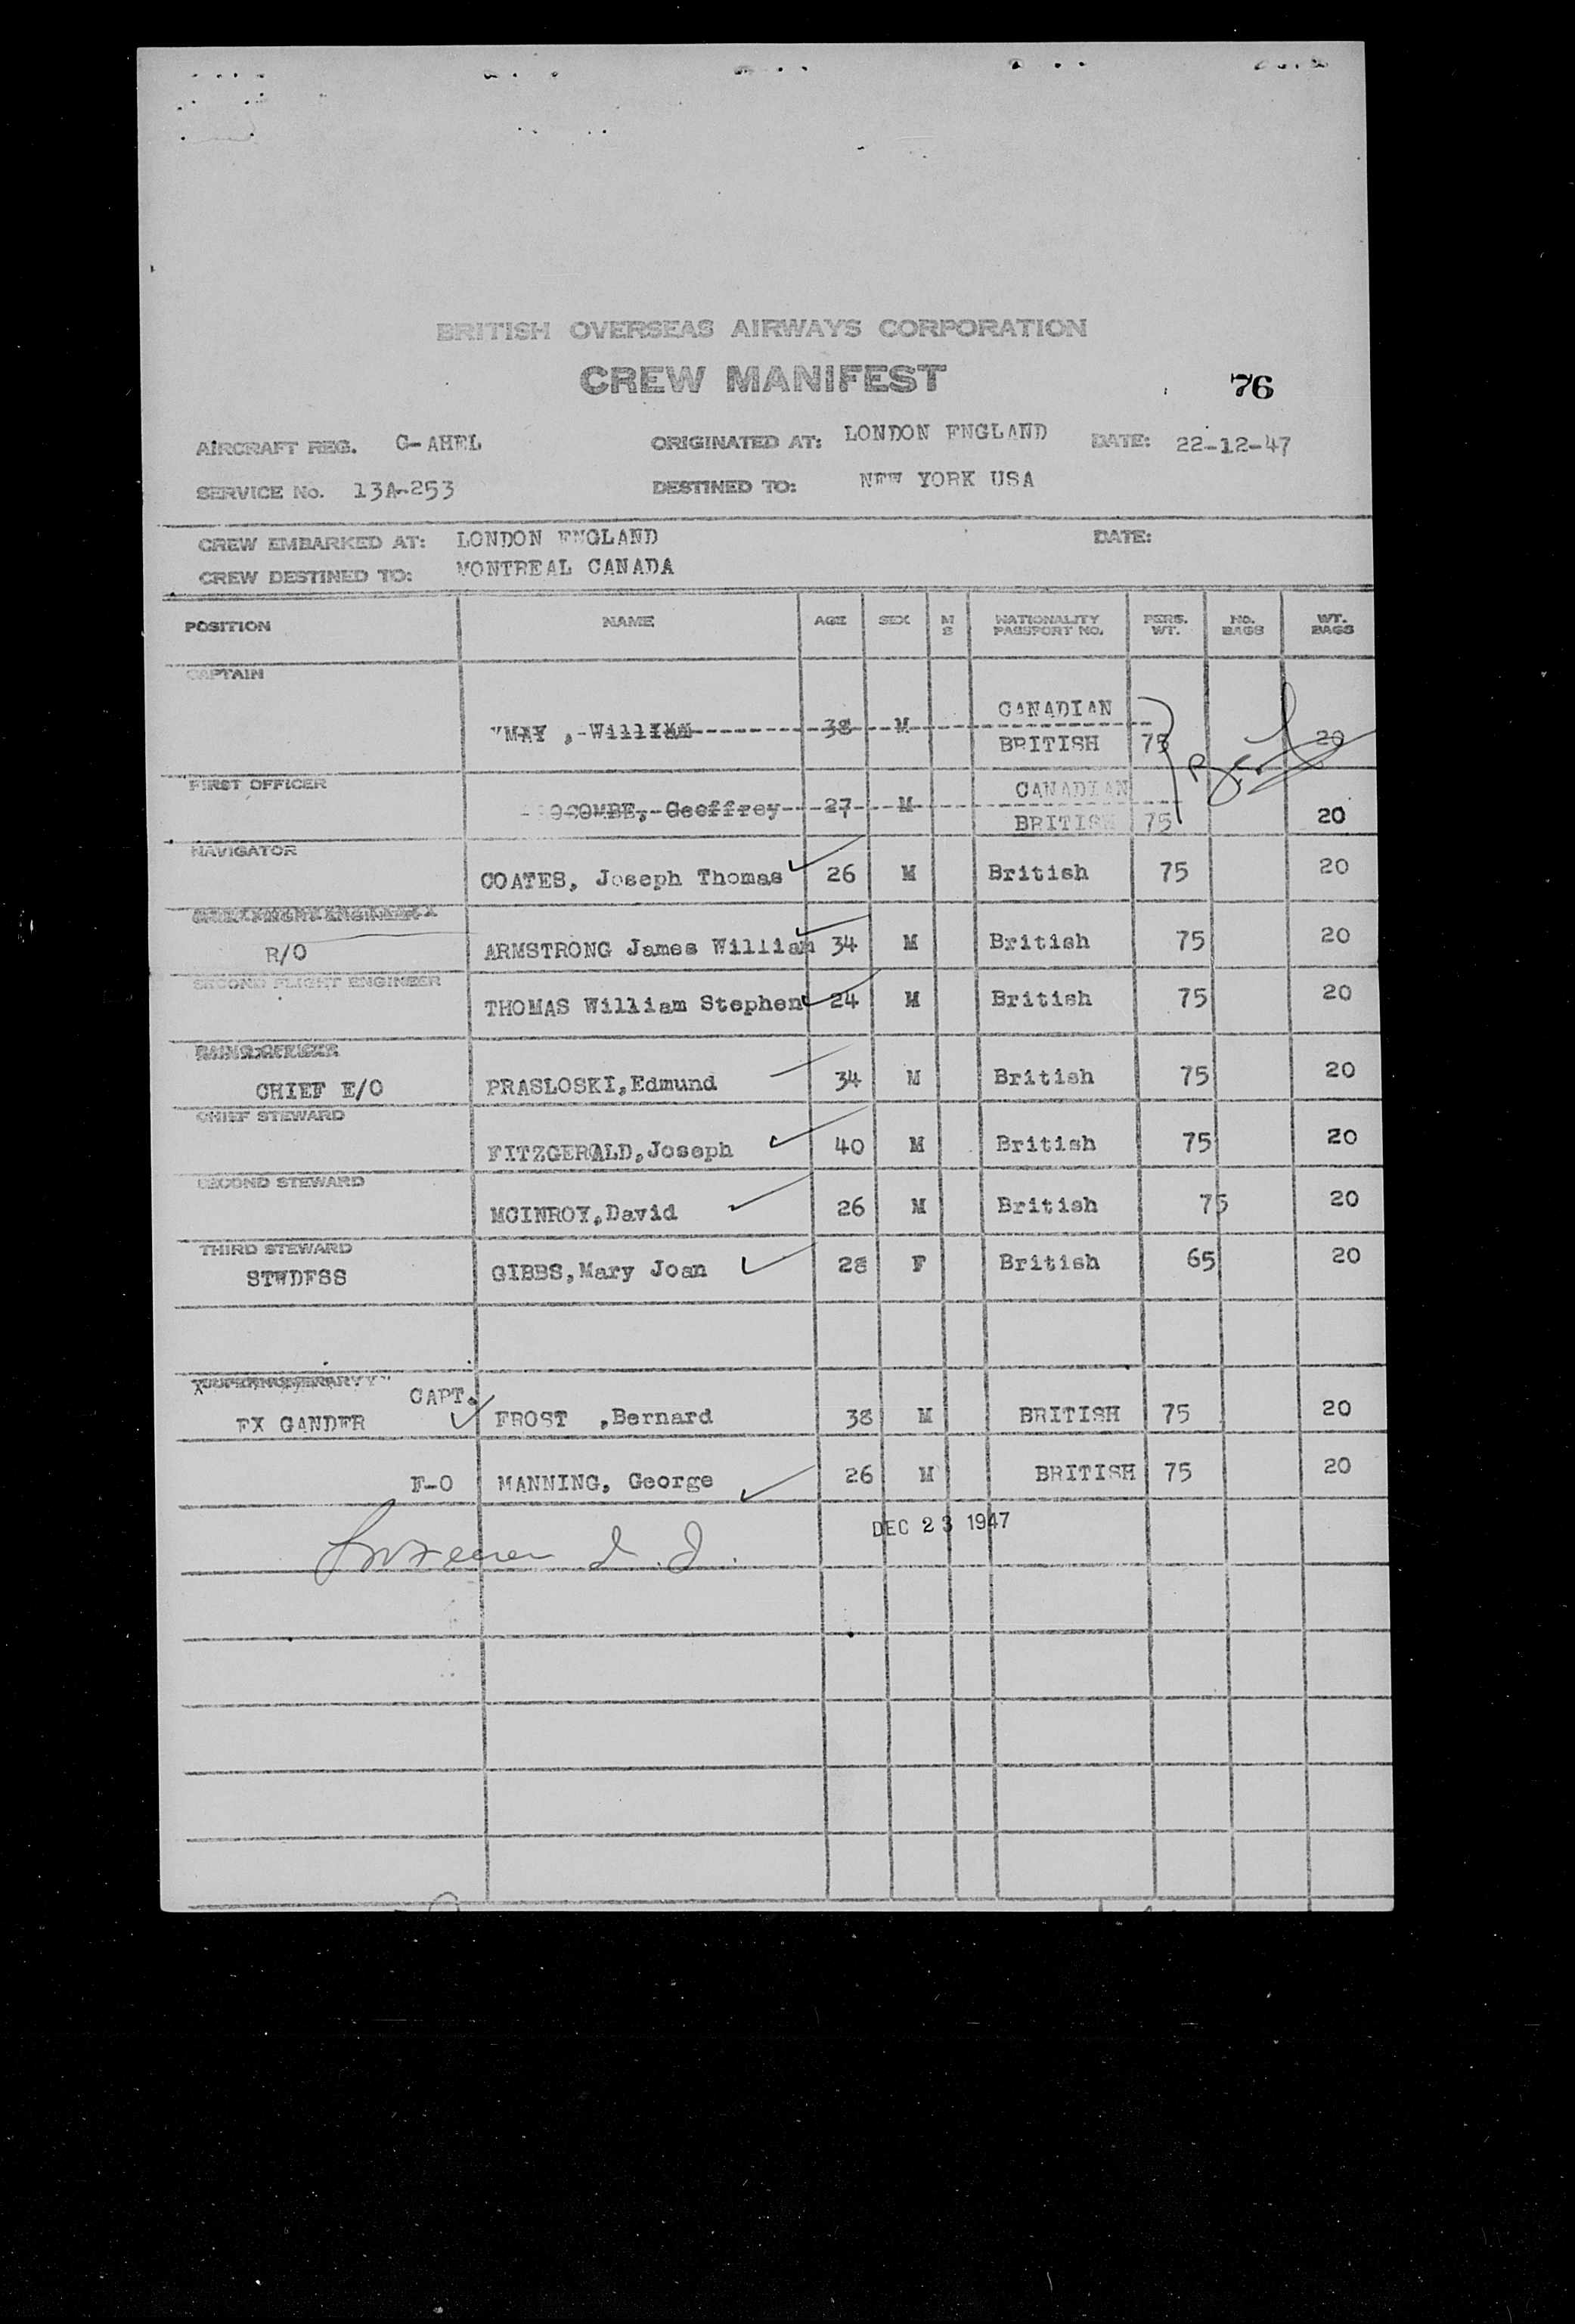 BRITISH OVERSEAS AIRWAYS CORPORATION
CREW MANIFEST
76
AIRCRAFT REG. G-AHEL ORIGINATED AT: LONDON ENGLAND DATE: 22-12-47
SERVICE No. 13A-253 DESTINED TO: NEW YORK USA
CREW EMBARKED AT: LONDON ENGLAND DATE:
CREW DESTINED TO: MONTREAL CANADA
POSITION NAME AGE SEX M S NATIONALITY PASSPORT NO. PERS. WT. NO. BAGS WT. BAGS
CAPTAIN
MAY, William 38 M CANADIAN
BRITISH 75 20
FIRST OFFICER
Geoffrey 27 M CANADIAN
BRITISH 75 20
NAVIGATOR
COATES, Joseph Thomas 26 M British 75 20
R/O ARMSTRONG James William 34 M British 75 20
SECOND FLIGHT ENGINEER
THOMAS William Stephen 24 M British 75 20
CHIEF E/O PRASLOSKI,Edmund 34 M British 75 20
CHIEF STEWARD
FITZGERALD,Joseph 40 M British 75 20
SECOND STEWARD
MCINROY,David 26 M British 75 20
THIRD STEWARD
STWDESS GIBBS,Mary Joan 28 F British 65 20
SUPERNUMERARY
CAPT.
EX GANDER FROST ,Bernard 38 M BRITISH 75 20
F-O MANNING, George 26 M BRITISH 75 20
DEC 23 1947